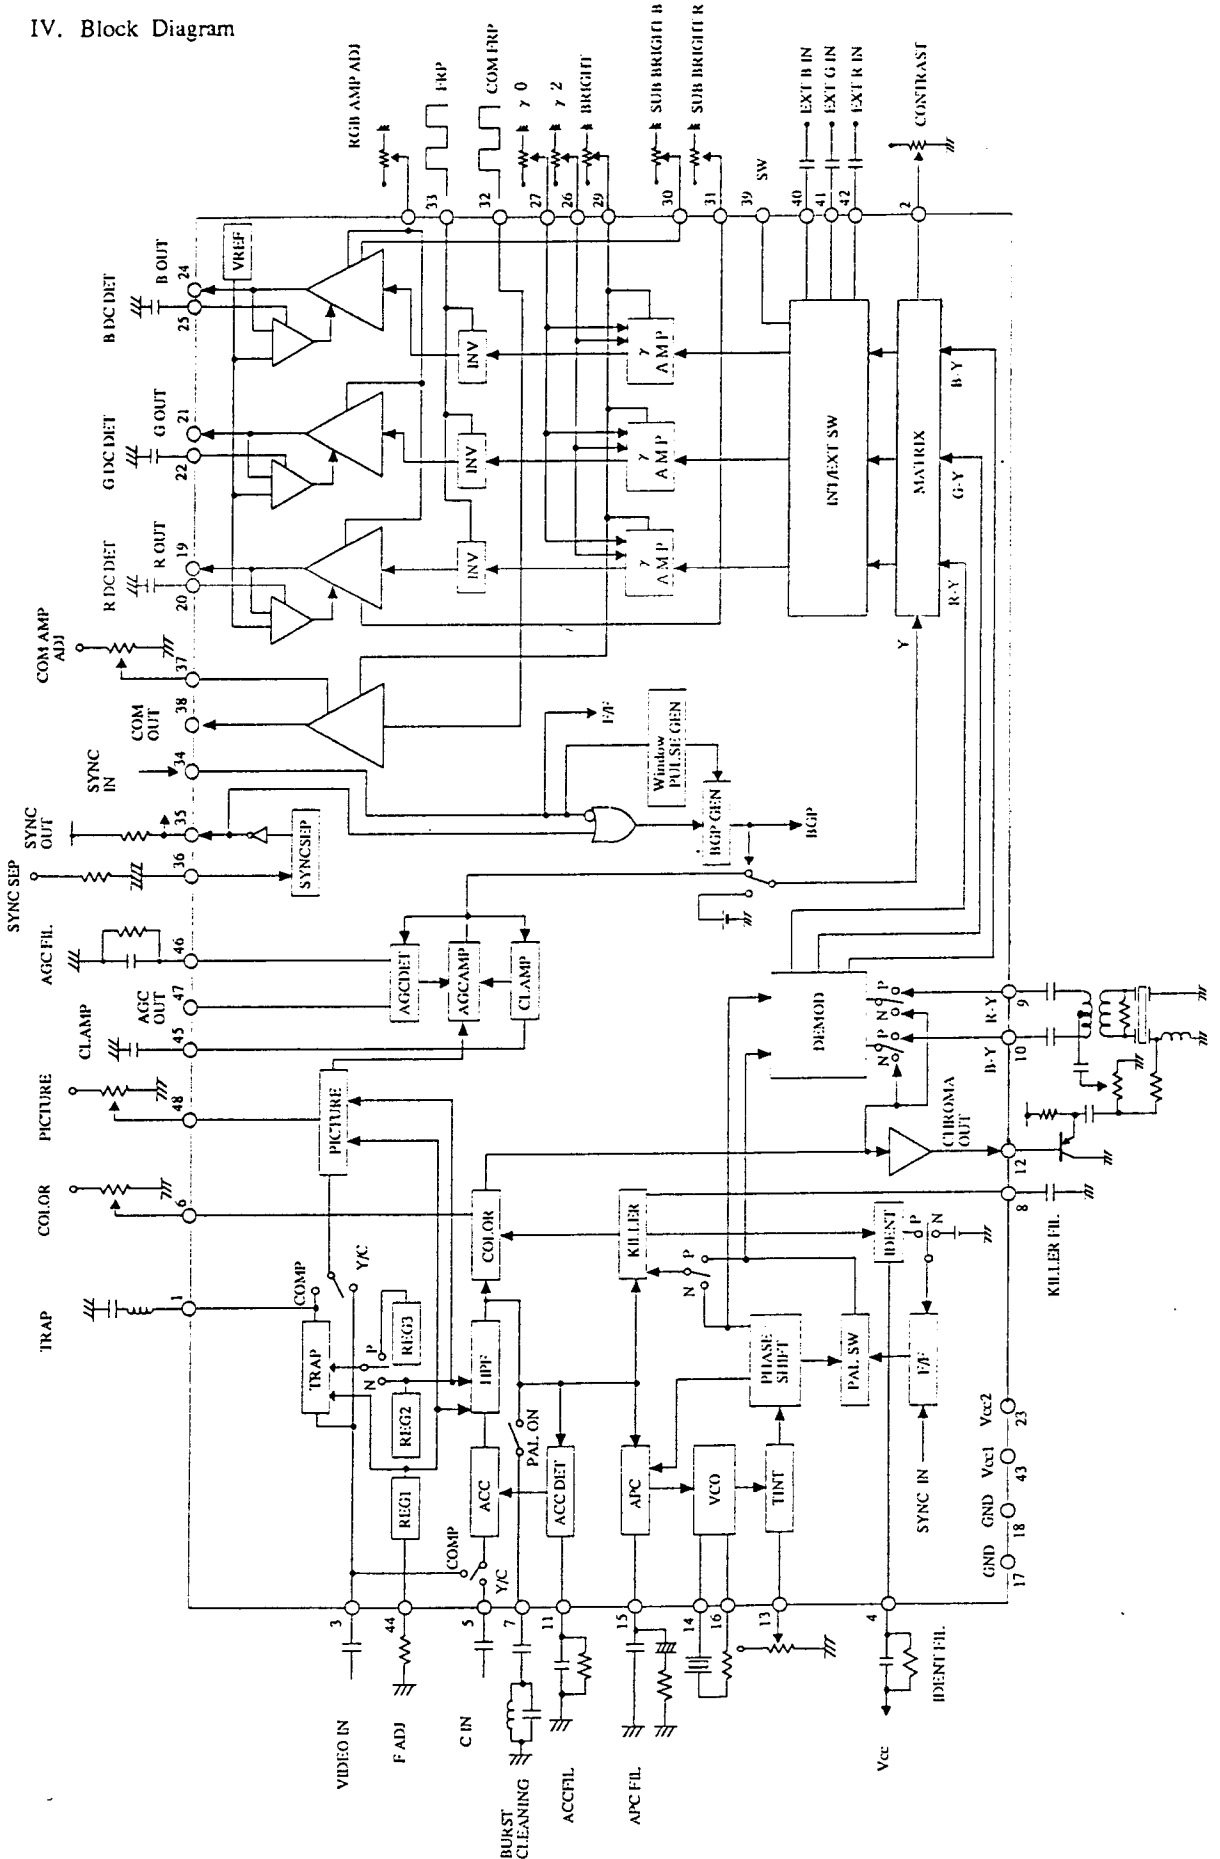 IV. Block Diagram
TRAP
COLOR
PICTURE
CLAMP
AGC OUT
AGC FIL
SYNC SEP
SYNC OUT
SYNC IN
COM OUT
COM AMP ADJ
R DC DET
R OUT
G DC DET
G OUT
B DC DET
B OUT
1
6
48
45
47
46
36
35
34
38
37
20
19
22
21
25
24
VREF
RGB AMP ADJ
FRP
33
COM FRP
32
γ 0
27
γ 2
26
BRIGHT
29
SUB BRIGHT B
30
SUB BRIGHT R
31
SW
39
EXT B IN
40
EXT G IN
41
EXT R IN
42
CONTRAST
2
VIDEO IN
3
F ADJ
44
C IN
5
BURST CLEANING
7
ACC FIL
11
APC FIL
15
14
16
13
IDENT FIL
4
Vcc
TRAP
COMP
Y/C
P
N
REG1
REG2
REG3
PICTURE
COMP
Y/C
ACC
HPF
COLOR
PAL ON
ACC DET
APC
KILLER
VCO
TINT
PHASE SHIFT
PAL SW
F/F
SYNC IN
IDENT
P
N
N
P
AGCDET
AGCAMP
CLAMP
SYNCSEP
Window PULSE GEN
BGP GEN
BGP
F/F
DEMOD
N
P
N
P
CHROMA OUT
INV
INV
INV
γ AMP
γ AMP
γ AMP
INT/EXT SW
MATRIX
Y
R-Y
G-Y
B-Y
GND
17
GND
18
Vcc1
43
Vcc2
23
KILLER FIL
8
12
B-Y
10
R-Y
9